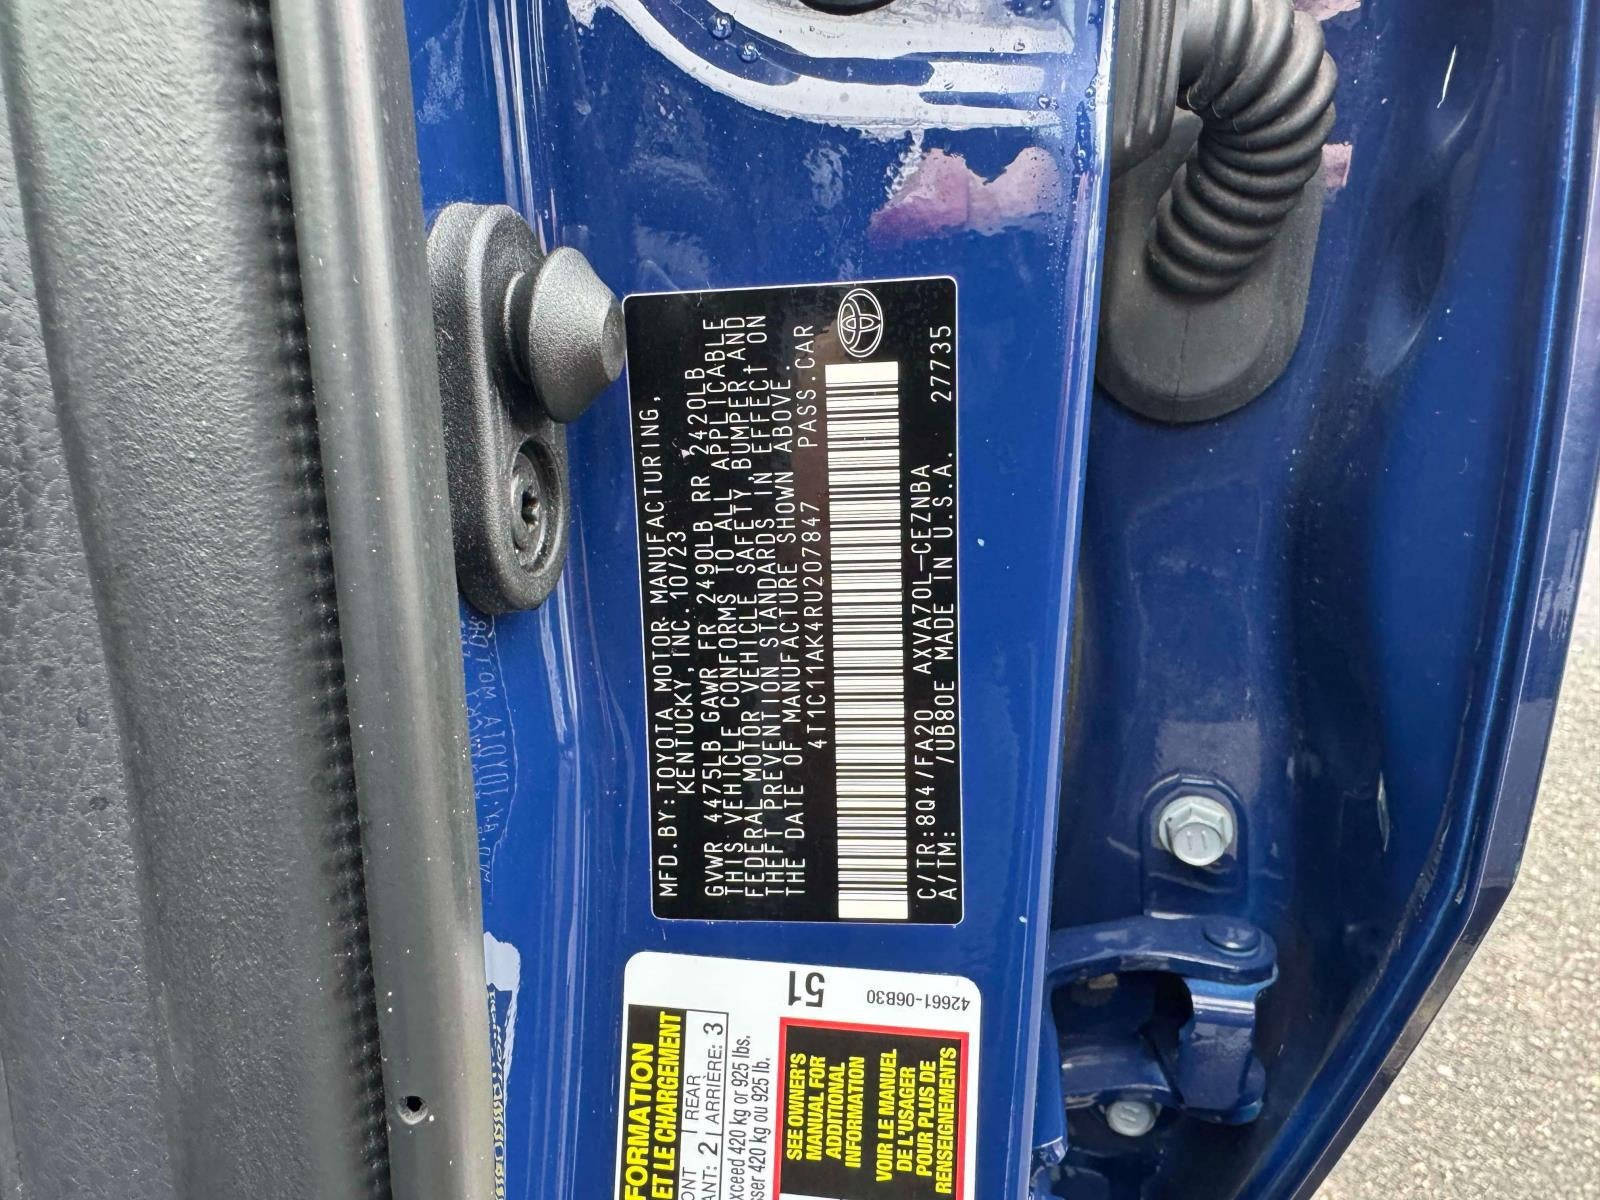 MFD.BY:TOYOTA MOTOR MANUFACTURING,
KENTUCKY, INC. 10/23
GVWR 4475LB GAWR FR 2490LB RR 2420LB
THIS VEHICLE CONFORMS TO ALL APPLICABLE
FEDERAL MOTOR VEHICLE SAFETY, BUMPER, AND
THEFT PREVENTION STANDARDS IN EFFECT ON
THE DATE OF MANUFACTURE SHOWN ABOVE.
4T1C11AK4RU207847 PASS.CAR
C/TR:8Q4/FA20 AXVA70L-CEZNBA
A/TM: /UB80E MADE IN U.S.A. 27735
ET LE CHARGEMENT
REAR
2 ARRIÈRE: 3
420 kg or 925 lbs.
420 kg ou 925 lb.
51
42661-06B30
SEE OWNER'S
MANUAL FOR
ADDITIONAL
INFORMATION
VOIR LE MANUEL
DE L'USAGER
POUR PLUS DE
RENSEIGNEMENTS